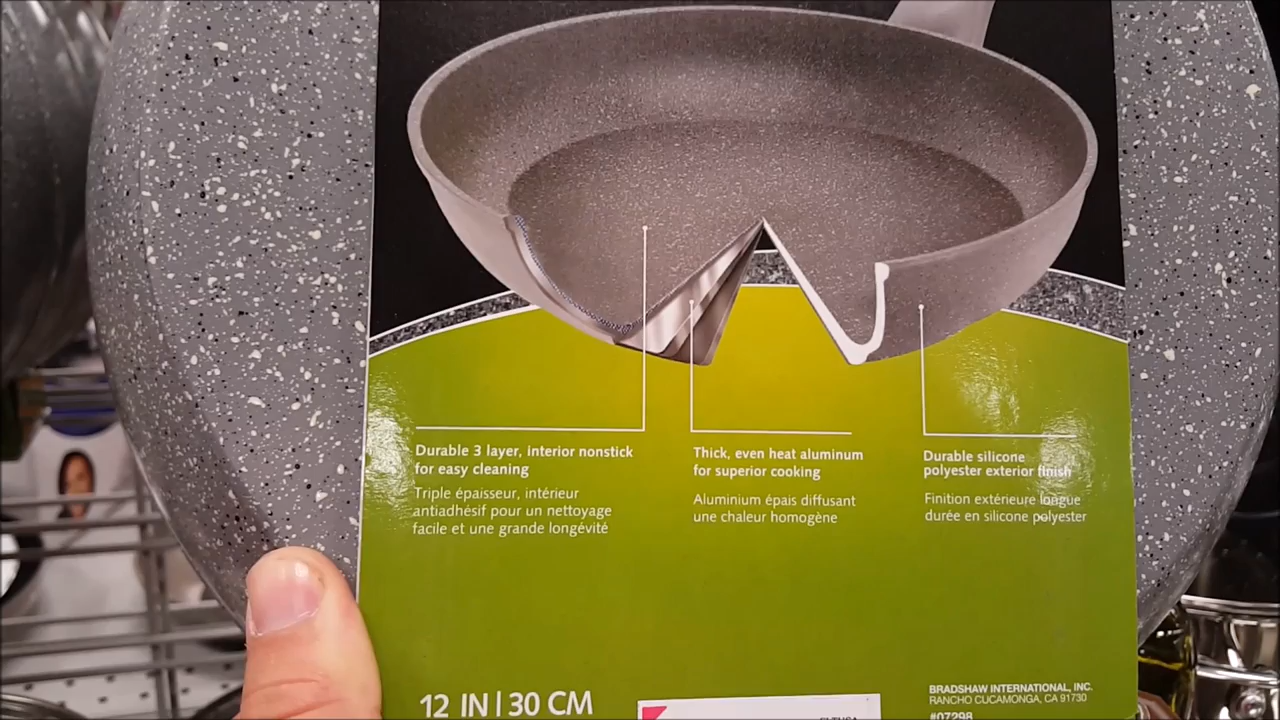 Durable 3 layer, interior nonstick
for easy cleaning
Triple épaisseur, intérieur
antiadhésif pour un nettoyage
facile et une grande longévité
Thick, even heat aluminum
for superior cooking
Aluminium épais diffusant
une chaleur homogène
Durable silicone
polyester exterior finish
Finition extérieure longue
durée en silicone polyester
12 IN | 30 CM
BRADSHAW INTERNATIONAL, INC.
RANCHO CUCAMONGA, CA 91730
#07298